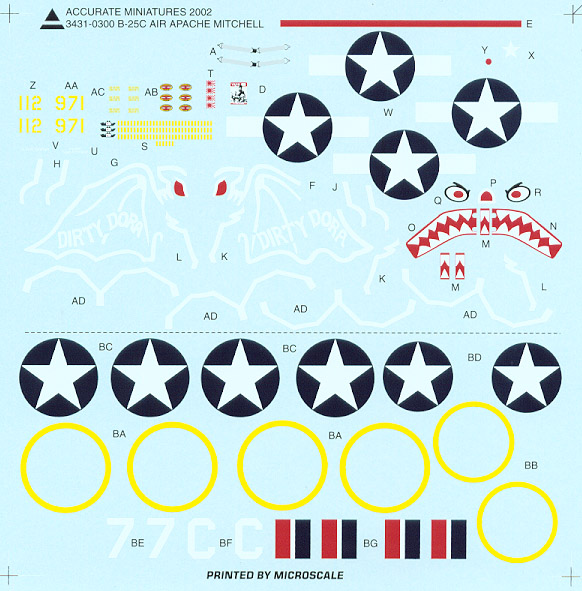 ACCURATE MINIATURES 2002
3431-0300 B-25C AIR APACHE MITCHELL
E
A
Y
X
T
Z
AA
AC
AB
D
W
112 971
112 971
V
U
S
H
G
F
J
Q
P
R
DIRTY DORA
DIRTY DORA
O
N
M
L
K
K
M
L
AD
AD
AD
AD
BC
BC
BD
BA
BA
BB
77CC
BE
BF
BG
PRINTED BY MICROSCALE